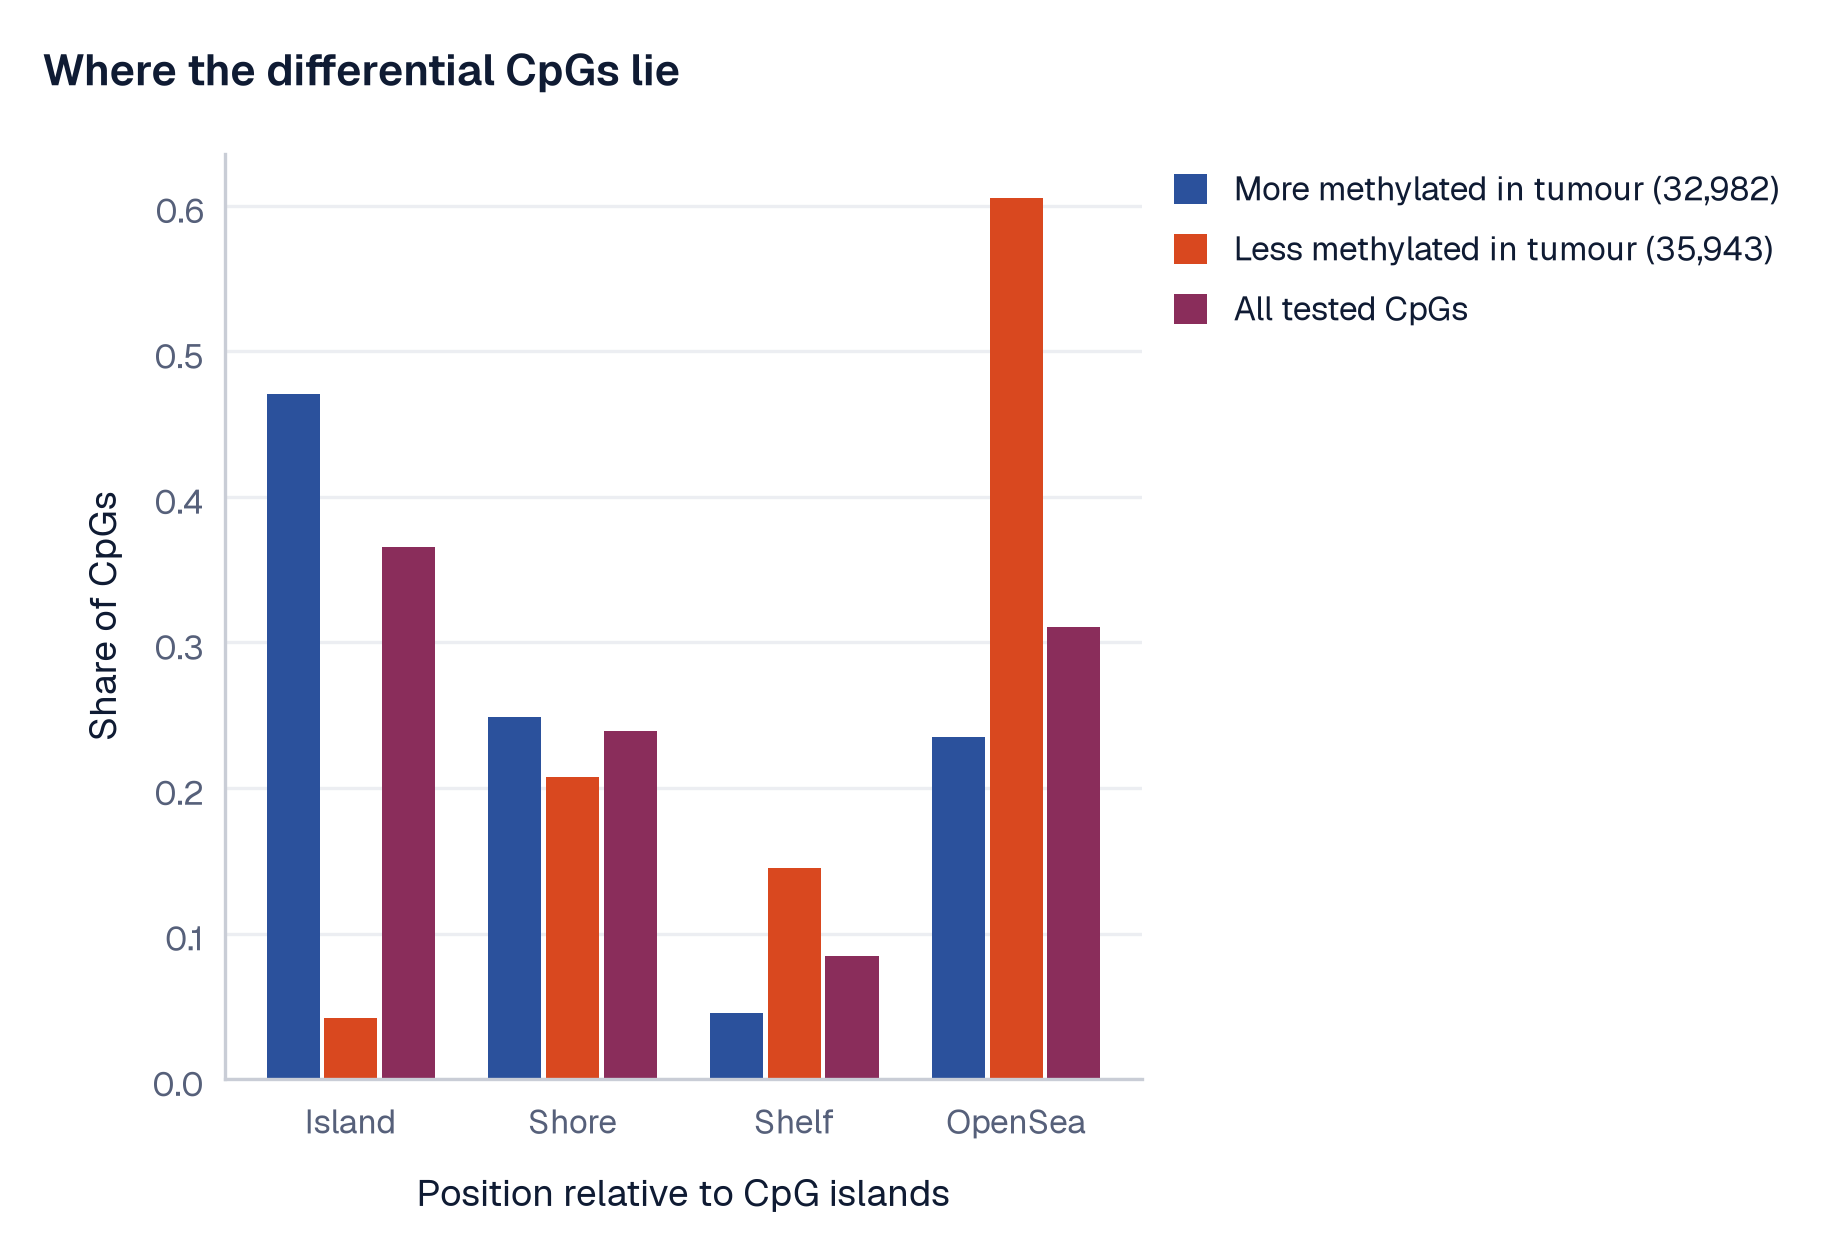 Where the differential CpGs lie
More methylated in tumour (32,982)
Less methylated in tumour (35,943)
All tested CpGs
Share of CpGs
0.6
0.5
0.4
0.3
0.2
0.1
0.0
Island
Shore
Shelf
OpenSea
Position relative to CpG islands